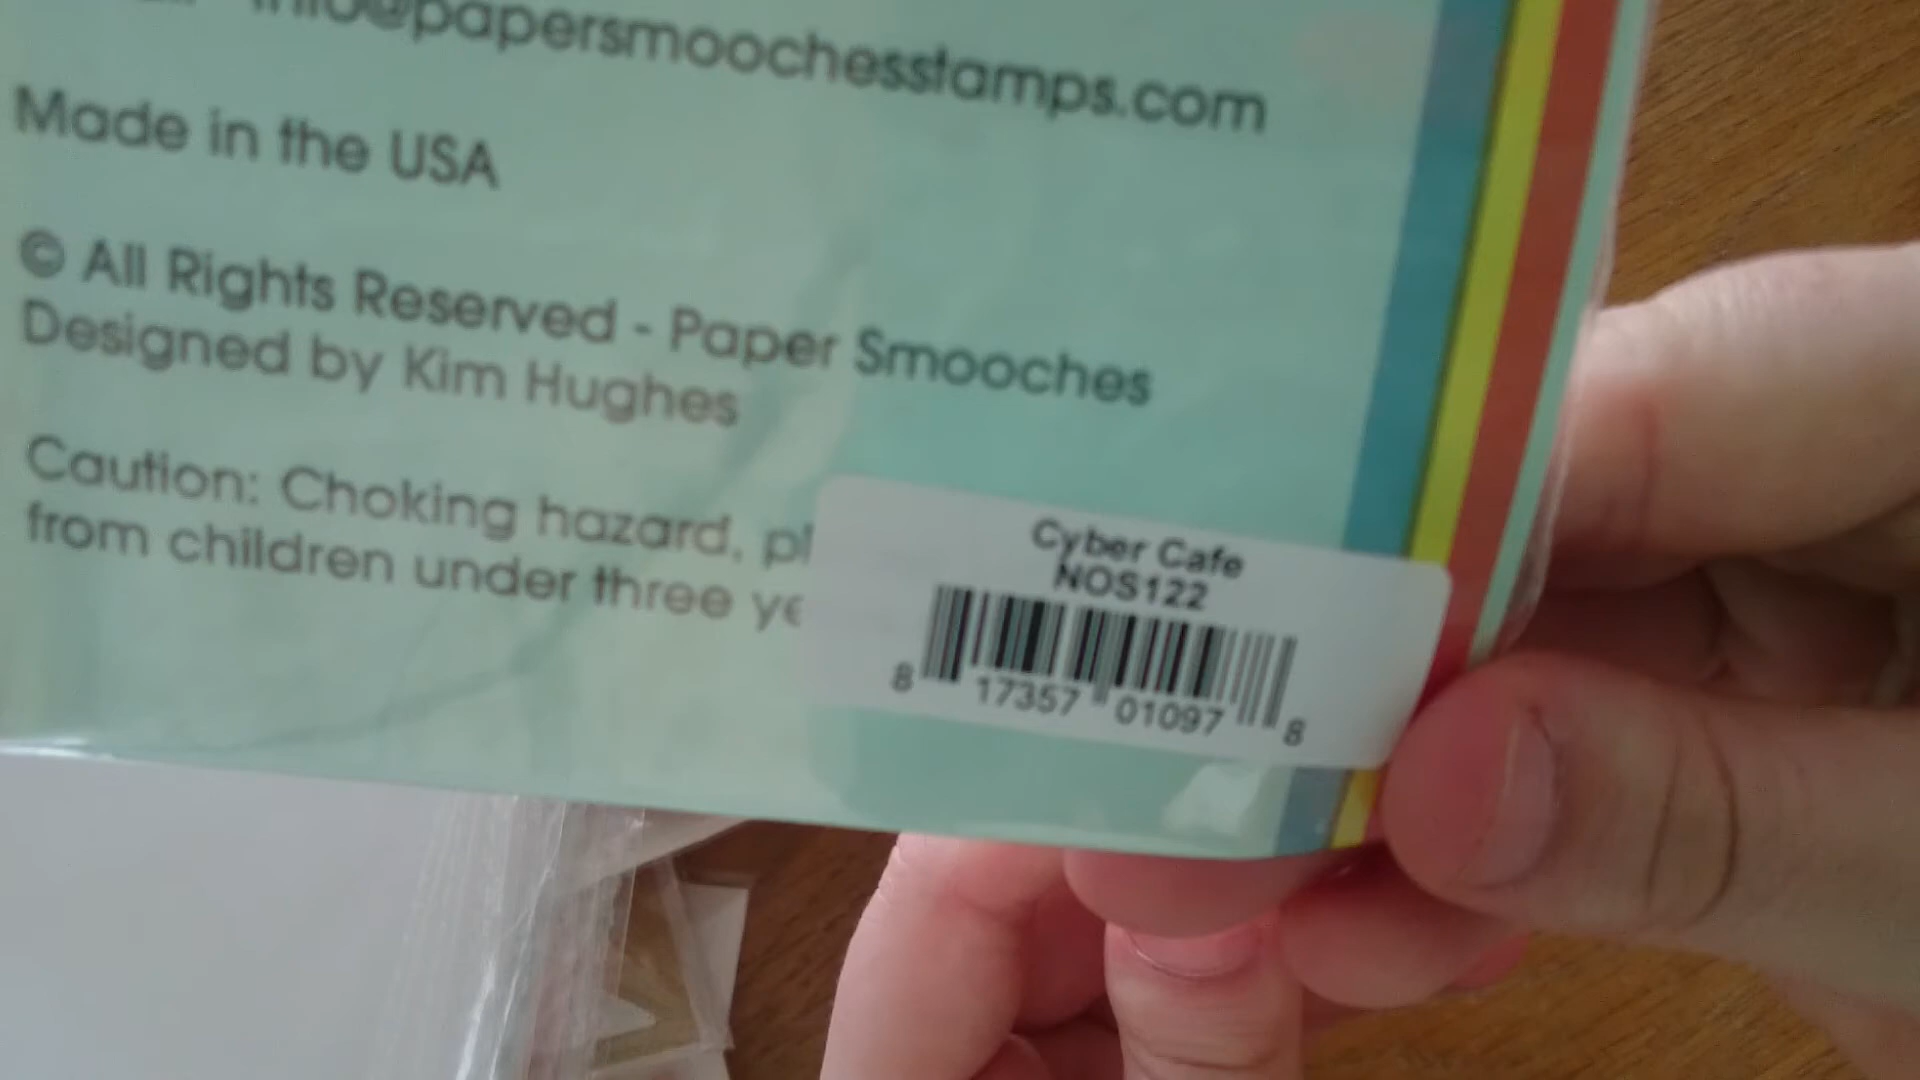 info@papersmoochesstamps.com
Made in the USA
© All Rights Reserved - Paper Smooches
Designed by Kim Hughes
Caution: Choking hazard, pl
from children under three ye
Cyber Cafe
NOS122
8 17357 01097 8